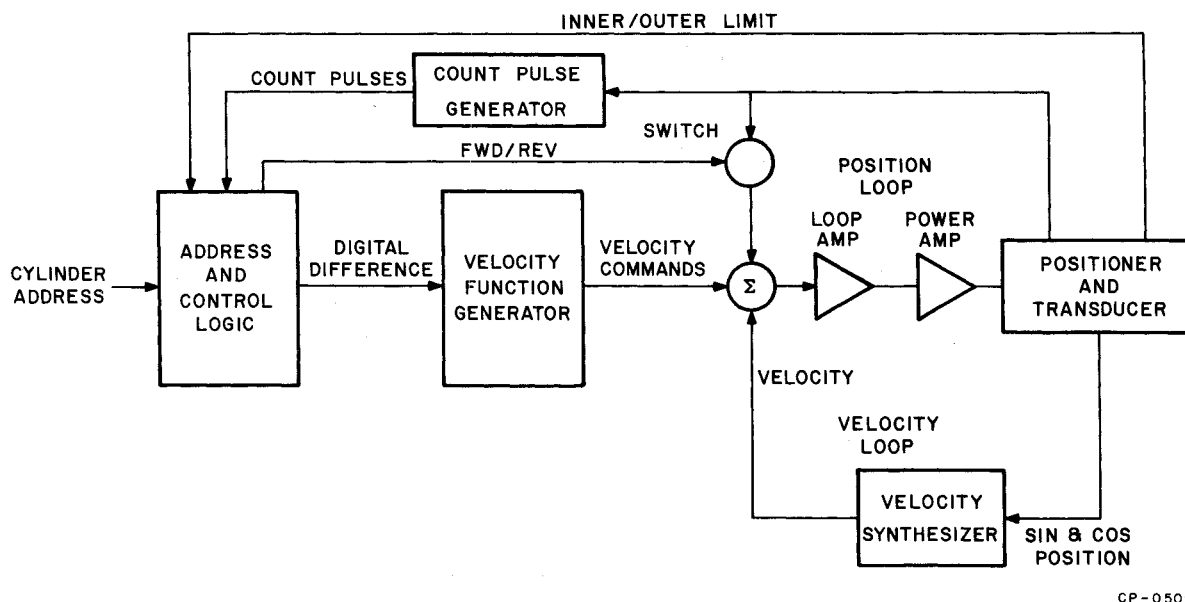 INNER/OUTER LIMIT
COUNT PULSES
COUNT PULSE
GENERATOR
SWITCH
FWD/REV
POSITION
LOOP
LOOP
AMP
POWER
AMP
CYLINDER
ADDRESS
ADDRESS
AND
CONTROL
LOGIC
DIGITAL
DIFFERENCE
VELOCITY
FUNCTION
GENERATOR
VELOCITY
COMMANDS
Σ
POSITIONER
AND
TRANSDUCER
VELOCITY
VELOCITY
LOOP
VELOCITY
SYNTHESIZER
SIN & COS
POSITION
CP-050